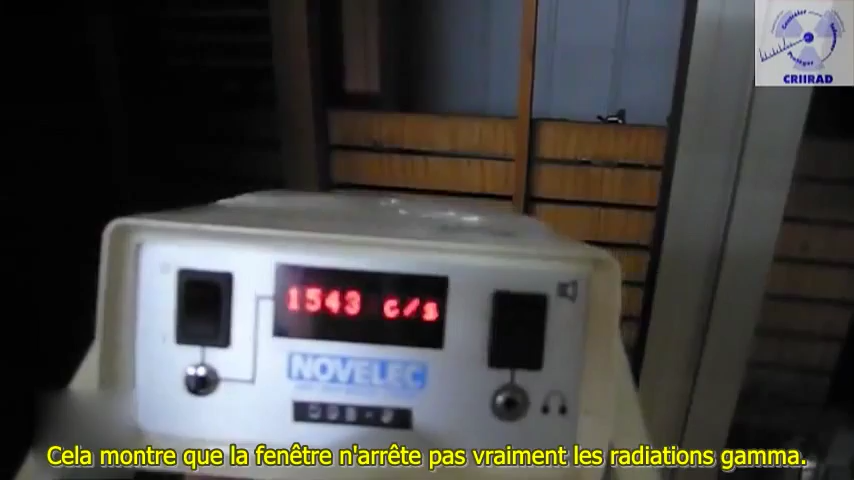 CRIIRAD
1543 c/s
NOVELEC
Cela montre que la fenêtre n'arrête pas vraiment les radiations gamma.